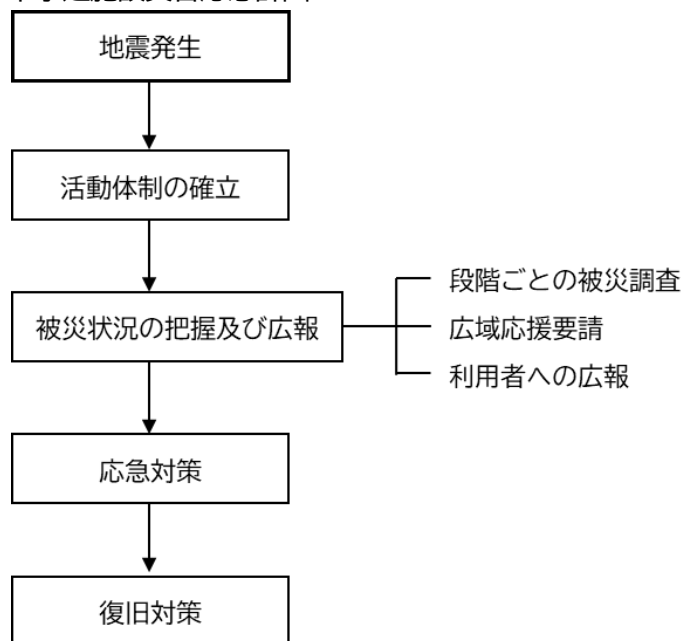 地震発生
活動体制の確立
被災状況の把握及び広報
段階ごとの被災調査
広域応援要請
利用者への広報
応急対策
復旧対策